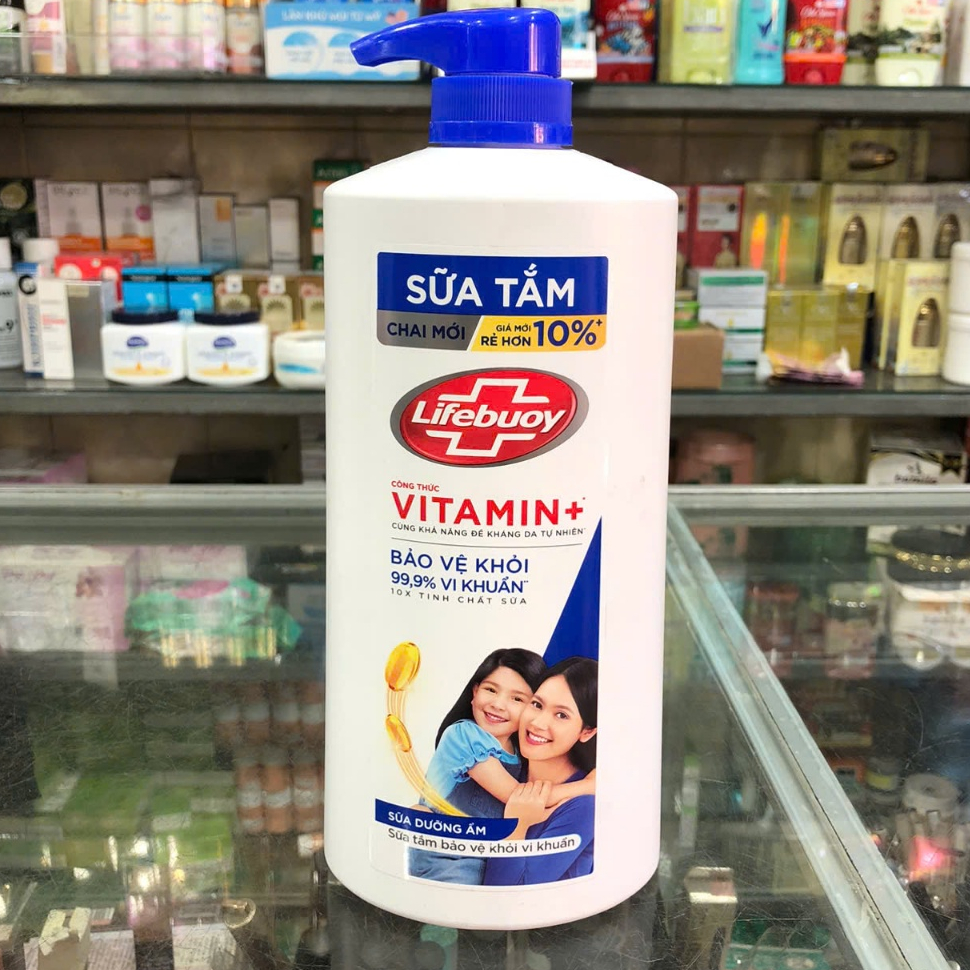 SỮA TẮM
CHAI MỚI
GIÁ MỚI
RẺ HƠN 10%+
Lifebuoy
CÔNG THỨC
VITAMIN+
CÙNG KHẢ NĂNG ĐỀ KHÁNG DA TỰ NHIÊN*
BẢO VỆ KHỎI
99,9% VI KHUẨN**
10X TINH CHẤT SỮA
SỮA DƯỠNG ẨM
Sữa tắm bảo vệ khỏi vi khuẩn